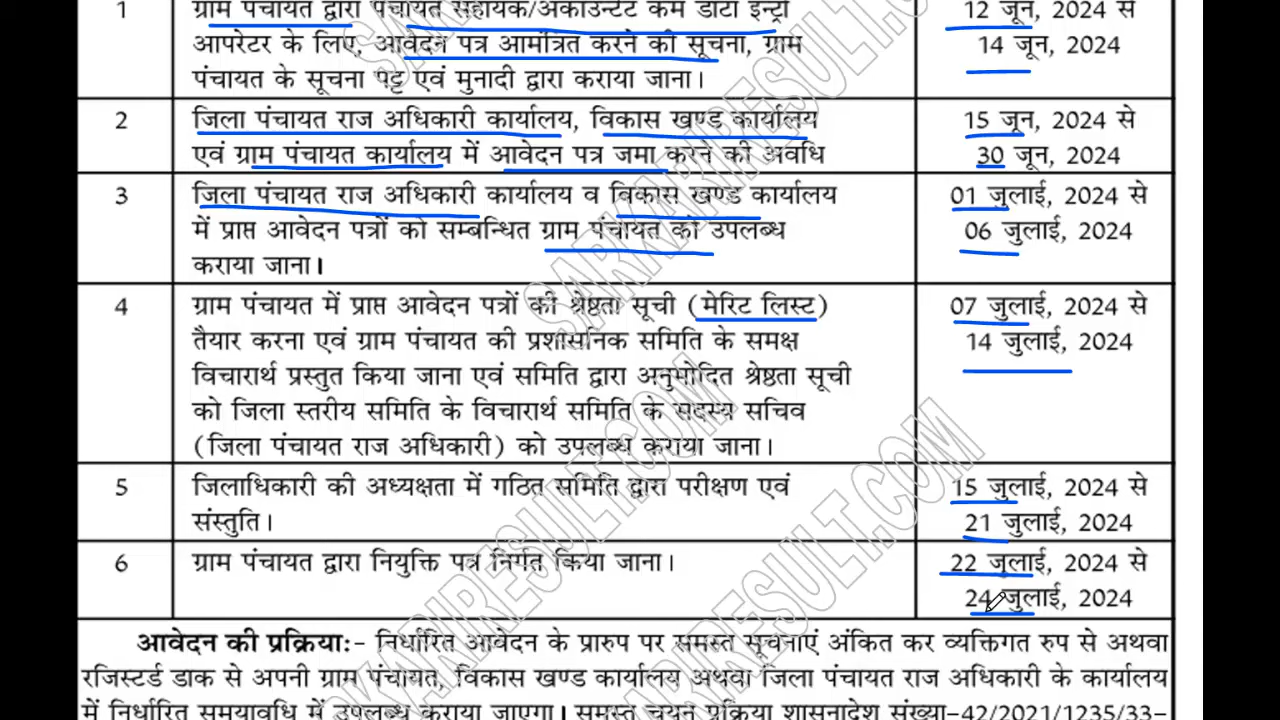 1 ग्राम पंचायत द्वारा पंचायत सहायक/अकाउन्टेंट कम डाटा इन्ट्री 12 जून, 2024 से
आपरेटर के लिए, आवेदन पत्र आमंत्रित करने की सूचना, ग्राम 14 जून, 2024
पंचायत के सूचना पट्ट एवं मुनादी द्वारा कराया जाना।
2 जिला पंचायत राज अधिकारी कार्यालय, विकास खण्ड कार्यालय 15 जून, 2024 से
एवं ग्राम पंचायत कार्यालय में आवेदन पत्र जमा करने की अवधि 30 जून, 2024
3 जिला पंचायत राज अधिकारी कार्यालय व विकास खण्ड कार्यालय 01 जुलाई, 2024 से
में प्राप्त आवेदन पत्रों को सम्बन्धित ग्राम पंचायत को उपलब्ध 06 जुलाई, 2024
कराया जाना।
4 ग्राम पंचायत में प्राप्त आवेदन पत्रों की श्रेष्ठता सूची (मेरिट लिस्ट) 07 जुलाई, 2024 से
तैयार करना एवं ग्राम पंचायत की प्रशासनिक समिति के समक्ष 14 जुलाई, 2024
विचारार्थ प्रस्तुत किया जाना एवं समिति द्वारा अनुमोदित श्रेष्ठता सूची
को जिला स्तरीय समिति के विचारार्थ समिति के सदस्य सचिव
(जिला पंचायत राज अधिकारी) को उपलब्ध कराया जाना।
5 जिलाधिकारी की अध्यक्षता में गठित समिति द्वारा परीक्षण एवं 15 जुलाई, 2024 से
संस्तुति। 21 जुलाई, 2024
6 ग्राम पंचायत द्वारा नियुक्ति पत्र निर्गत किया जाना। 22 जुलाई, 2024 से
24 जुलाई, 2024
आवेदन की प्रक्रिया:- निर्धारित आवेदन के प्रारुप पर समस्त सूचनाएं अंकित कर व्यक्तिगत रुप से अथवा
रजिस्टर्ड डाक से अपनी ग्राम पंचायत, विकास खण्ड कार्यालय अथवा जिला पंचायत राज अधिकारी के कार्यालय
में निर्धारित समयावधि में उपलब्ध कराया जाएगा। समस्त चयन प्रक्रिया शासनादेश संख्या-42/2021/1235/33-
SARKARIRESULT.COM
SARKARIRESULT.COM
SARKARIRESULT.COM